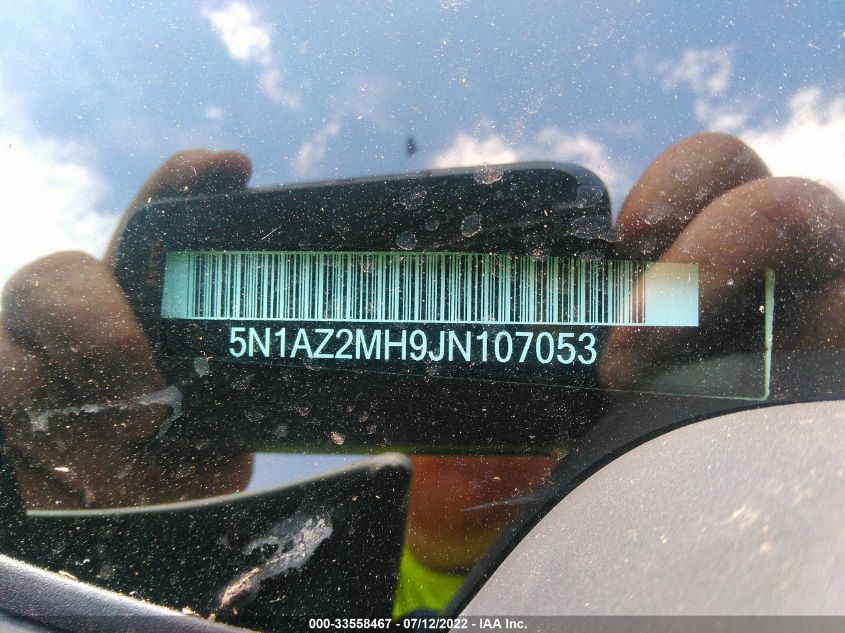 5N1AZ2MH9JN107053
000-33558467 - 07/12/2022 - IAA Inc.